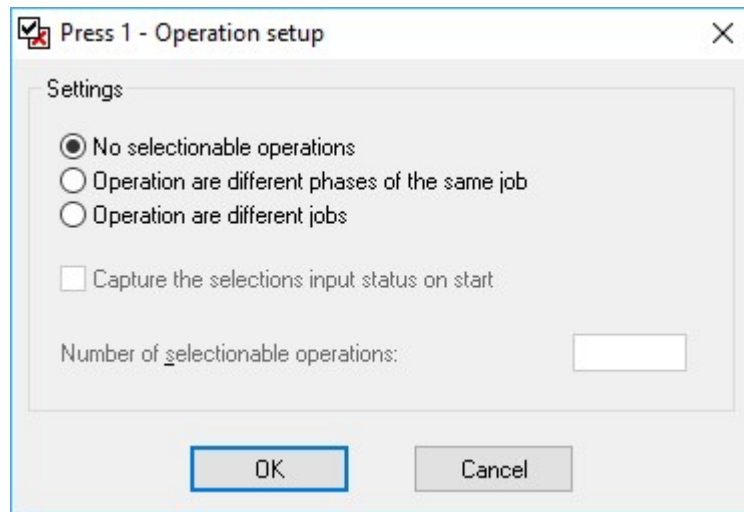 Press 1 - Operation setup
Settings
No selectionable operations
Operation are different phases of the same job
Operation are different jobs
Capture the selections input status on start
Number of selectionable operations:
OK
Cancel